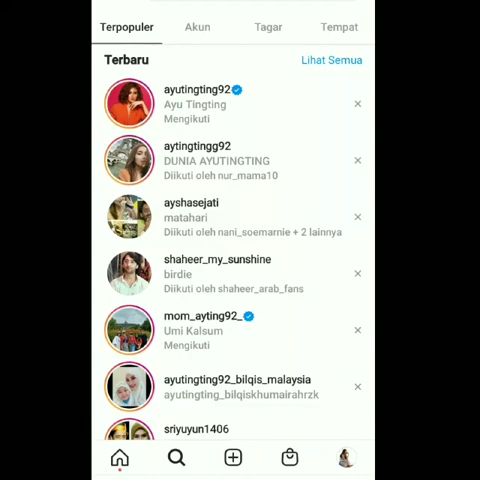 Terpopuler Akun Tagar Tempat
Terbaru Lihat Semua
ayutingting92
Ayu Tingting
Mengikuti
aytingtingg92
DUNIA AYUTINGTING
Diikuti oleh nur_mama10
ayshasejati
matahari
Diikuti oleh nani_soemarnie + 2 lainnya
shaheer_my_sunshine
birdie
Diikuti oleh shaheer_arab_fans
mom_ayting92_
Umi Kalsum
Mengikuti
ayutingting92_bilqis_malaysia
ayutingting_bilqiskhumairahrzk
sriyuyun1406